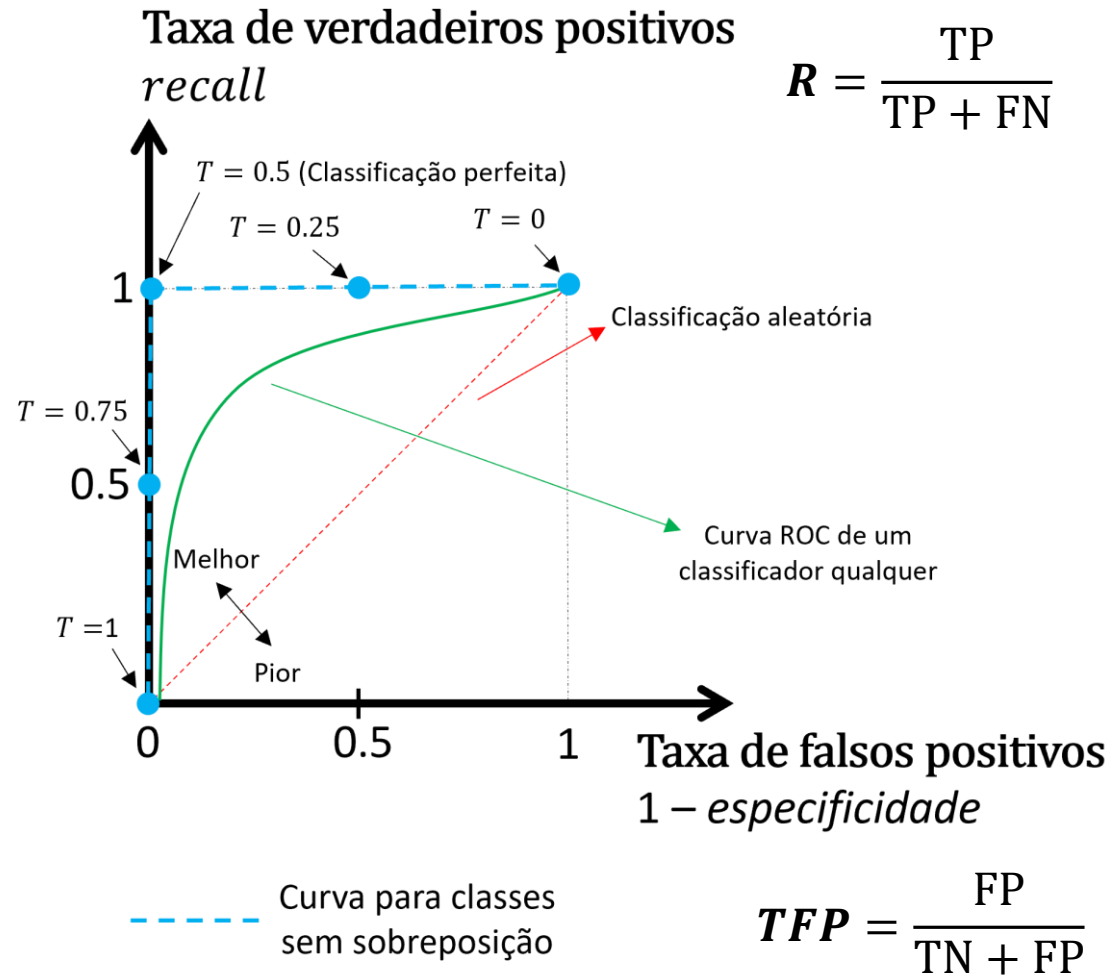 Taxa de verdadeiros positivos
recall
R = TP / (TP + FN)
T = 0.5 (Classificação perfeita)
T = 0.25
T = 0
1
Classificação aleatória
T = 0.75
0.5
Curva ROC de um
classificador qualquer
Melhor
T =1
Pior
0
0.5
1
Taxa de falsos positivos
1 – especificidade
Curva para classes
sem sobreposição
TFP = FP / (TN + FP)